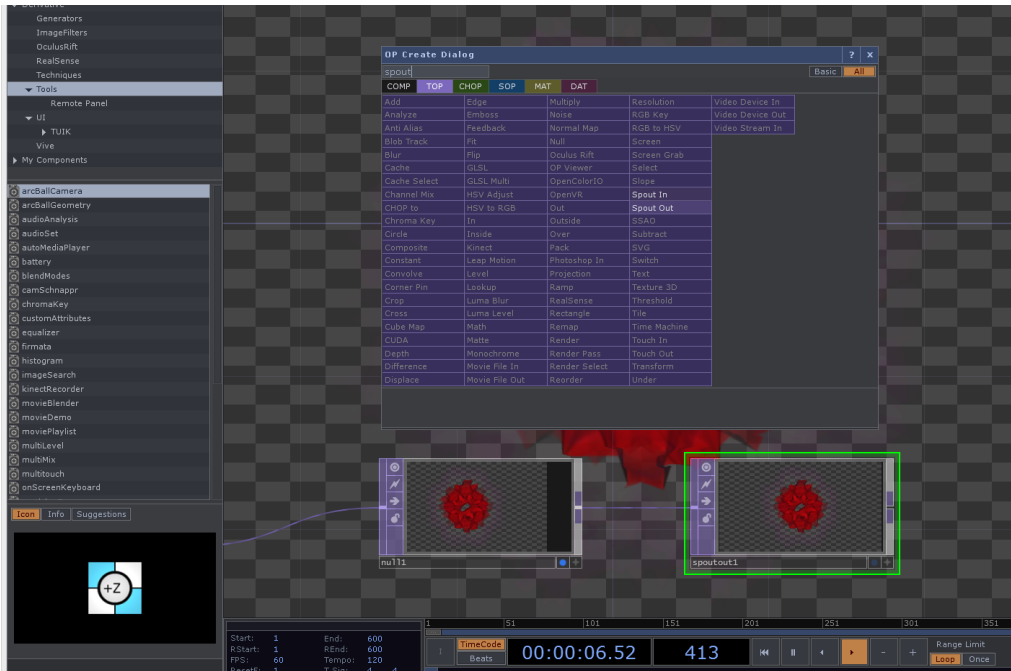 Derivative
Generators
ImageFilters
OculusRift
RealSense
Techniques
Tools
Remote Panel
UI
TUIK
Vive
My Components
arcBallCamera
arcBallGeometry
audioAnalysis
audioSet
autoMediaPlayer
battery
blendModes
camSchnappr
chromaKey
customAttributes
equalizer
firmata
histogram
imageSearch
kinectRecorder
movieBlender
movieDemo
moviePlaylist
multiLevel
multiMix
multitouch
onScreenKeyboard
Icon Info Suggestions
+Z
OP Create Dialog ? x
spout Basic All
COMP TOP CHOP SOP MAT DAT
Add Edge Multiply Resolution Video Device In
Analyze Emboss Noise RGB Key Video Device Out
Anti Alias Feedback Normal Map RGB to HSV Video Stream In
Blob Track Fit Null Screen
Blur Flip Oculus Rift Screen Grab
Cache GLSL OP Viewer Select
Cache Select GLSL Multi OpenColorIO Slope
Channel Mix HSV Adjust OpenVR Spout In
CHOP to HSV to RGB Out Spout Out
Chroma Key In Outside SSAO
Circle Inside Over Subtract
Composite Kinect Pack SVG
Constant Leap Motion Photoshop In Switch
Convolve Level Projection Text
Corner Pin Lookup Ramp Texture 3D
Crop Luma Blur RealSense Threshold
Cross Luma Level Rectangle Tile
Cube Map Math Remap Time Machine
CUDA Matte Render Touch In
Depth Monochrome Render Pass Touch Out
Difference Movie File In Render Select Transform
Displace Movie File Out Reorder Under
null1
spoutout1
1 51 101 151 201 251 301 351
Start: 1 End: 600
RStart: 1 REnd: 600
FPS: 60 Tempo: 120
ResetF: 1 T Sig: 4 4
I TimeCode Beats 00:00:06.52 413 - + Range Limit
Loop Once